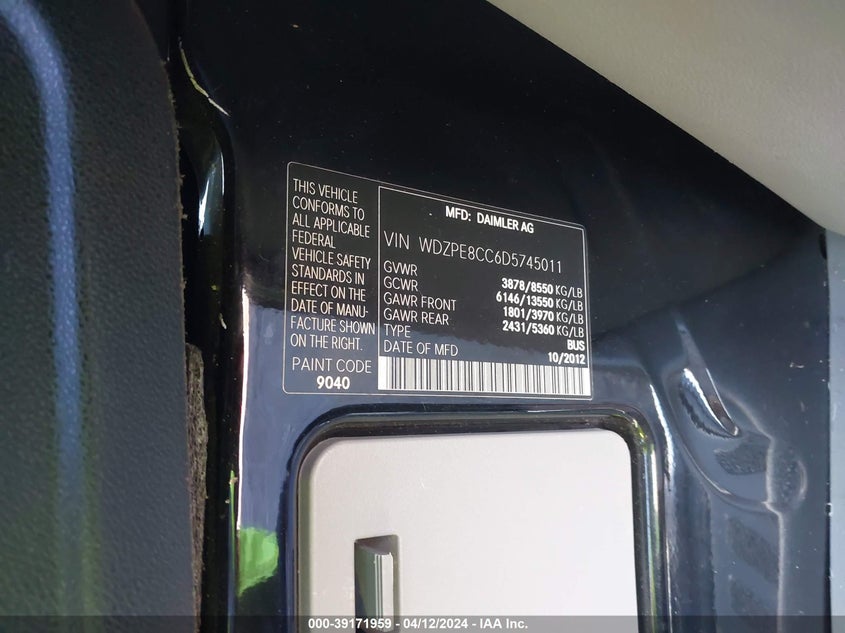 THIS VEHICLE
CONFORMS TO
ALL APPLICABLE
FEDERAL
VEHICLE SAFETY
STANDARDS IN
EFFECT ON THE
DATE OF MANU-
FACTURE SHOWN
ON THE RIGHT.
PAINT CODE
9040
MFD: DAIMLER AG
VIN WDZPE8CC6D5745011
GVWR 3878/8550 KG/LB
GCWR 6146/13550 KG/LB
GAWR FRONT 1801/3970 KG/LB
GAWR REAR 2431/5360 KG/LB
TYPE BUS
DATE OF MFD 10/2012
000-39171959 - 04/12/2024 - IAA Inc.